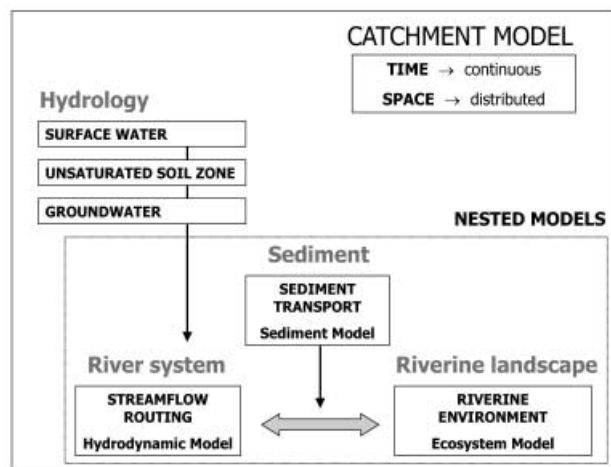 CATCHMENT MODEL
TIME → continuous
SPACE → distributed
Hydrology
SURFACE WATER
UNSATURATED SOIL ZONE
GROUNDWATER
NESTED MODELS
Sediment
SEDIMENT
TRANSPORT
Sediment Model
River system
STREAMFLOW
ROUTING
Hydrodynamic Model
Riverine landscape
RIVERINE
ENVIRONMENT
Ecosystem Model